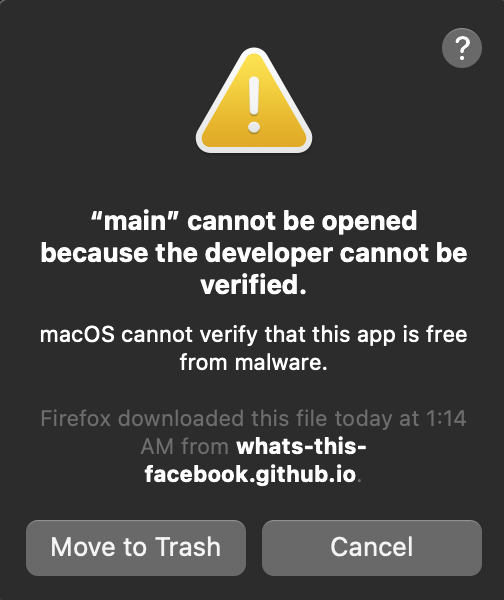 ?
“main” cannot be opened
because the developer cannot be
verified.
macOS cannot verify that this app is free
from malware.
Firefox downloaded this file today at 1:14
AM from whats-this-
facebook.github.io.
Move to Trash
Cancel